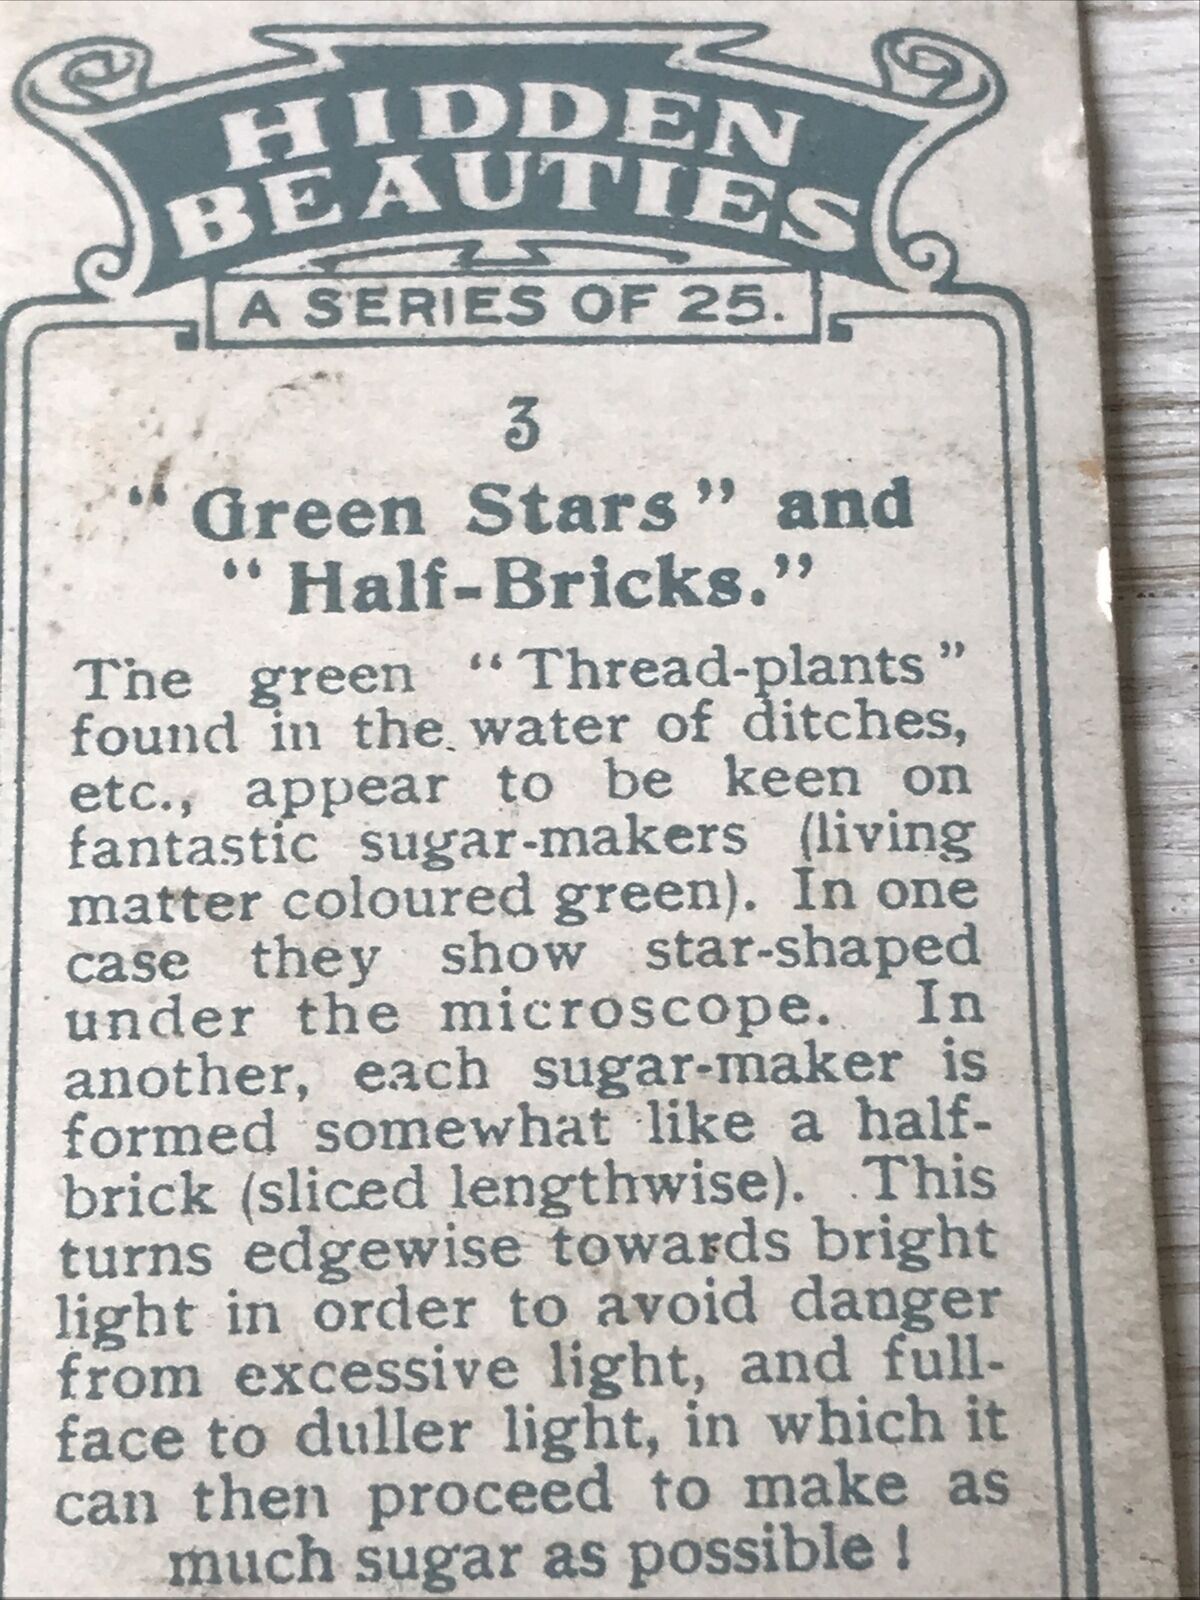 HIDDEN
BEAUTIES
A SERIES OF 25.
3
“Green Stars” and
“Half-Bricks.”
The green “Thread-plants”
found in the water of ditches,
etc., appear to be keen on
fantastic sugar-makers (living
matter coloured green). In one
case they show star-shaped
under the microscope. In
another, each sugar-maker is
formed somewhat like a half-
brick (sliced lengthwise). This
turns edgewise towards bright
light in order to avoid danger
from excessive light, and full-
face to duller light, in which it
can then proceed to make as
much sugar as possible !